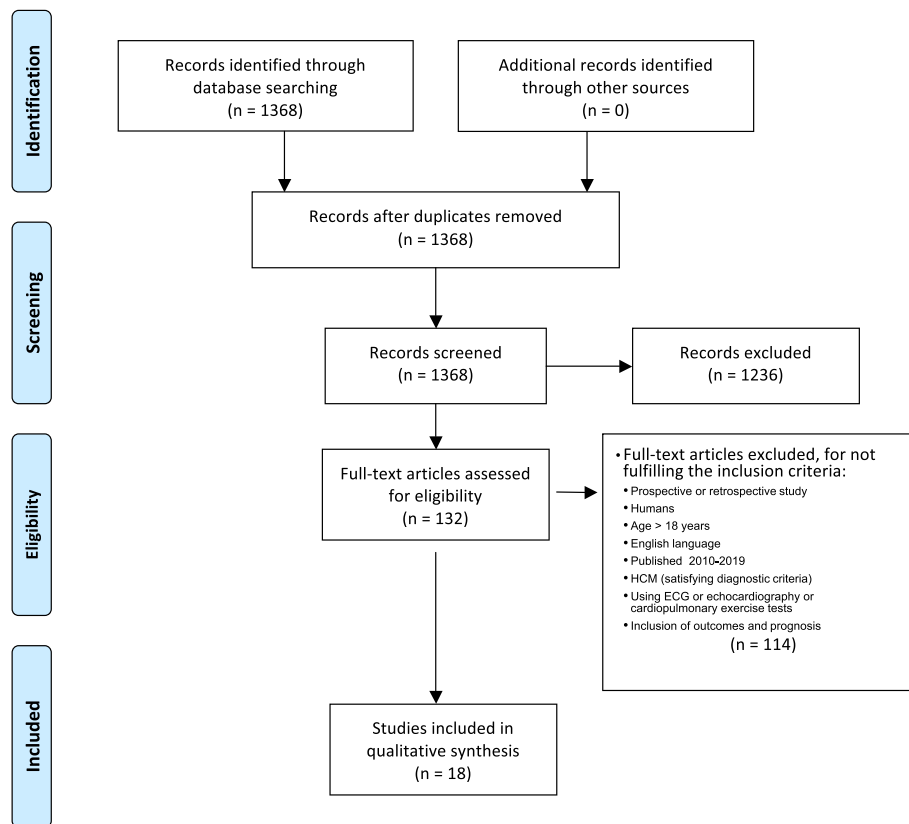 Identification
Records identified through
database searching
(n = 1368)
Additional records identified
through other sources
(n = 0)
Records after duplicates removed
(n = 1368)
Screening
Records screened
(n = 1368)
Records excluded
(n = 1236)
Eligibility
Full-text articles assessed
for eligibility
(n = 132)
• Full-text articles excluded, for not
fulfilling the inclusion criteria:
• Prospective or retrospective study
• Humans
• Age > 18 years
• English language
• Published 2010-2019
• HCM (satisfying diagnostic criteria)
• Using ECG or echocardiography or
cardiopulmonary exercise tests
• Inclusion of outcomes and prognosis
(n = 114)
Included
Studies included in
qualitative synthesis
(n = 18)